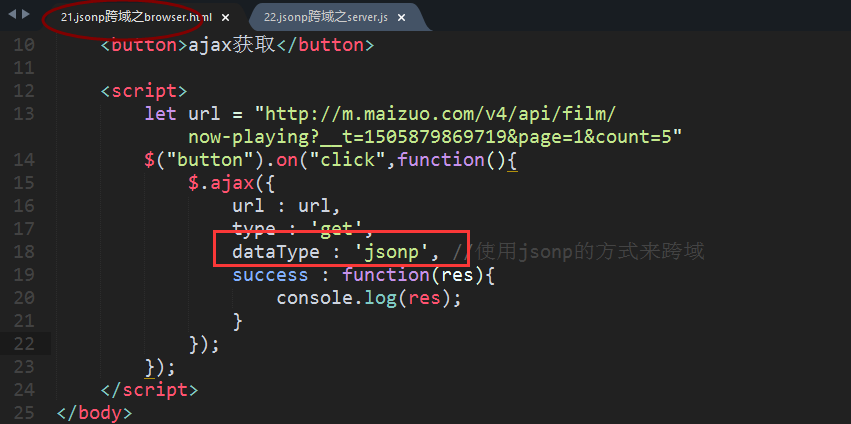 21.jsonp跨域之browser.html × 22.jsonp跨域之server.js ×
10 <button>ajax获取</button>
11
12 <script>
13 let url = "http://m.maizuo.com/v4/api/film/
now-playing?__t=1505879869719&page=1&count=5"
14 $("button").on("click",function(){
15 $.ajax({
16 url : url,
17 type : 'get',
18 dataType : 'jsonp', //使用jsonp的方式来跨域
19 success : function(res){
20 console.log(res);
21 }
22 });
23 });
24 </script>
25 </body>